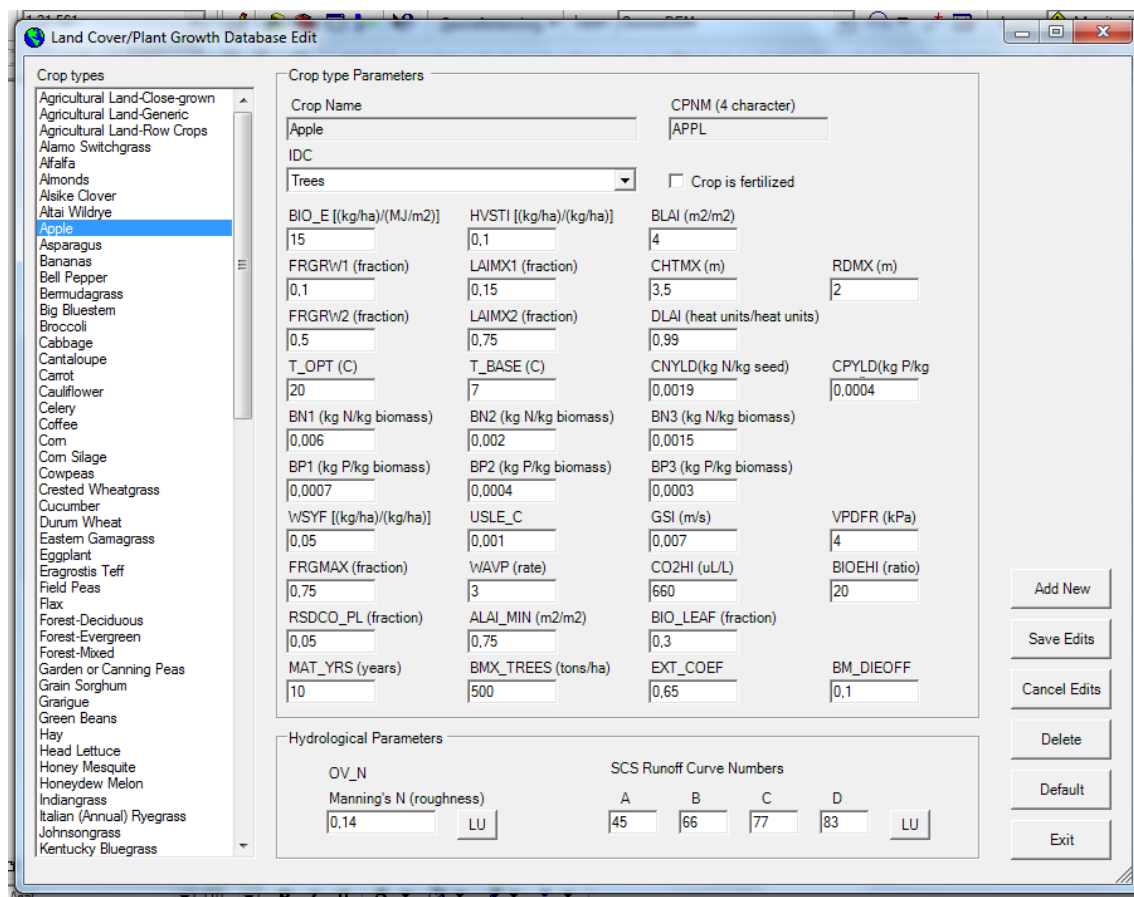 Land Cover/Plant Growth Database Edit
Crop types
Agricultural Land-Close-grown
Agricultural Land-Generic
Agricultural Land-Row Crops
Alamo Switchgrass
Alfalfa
Almonds
Alsike Clover
Altai Wildrye
Apple
Asparagus
Bananas
Bell Pepper
Bermudagrass
Big Bluestem
Broccoli
Cabbage
Cantaloupe
Carrot
Cauliflower
Celery
Coffee
Corn
Corn Silage
Cowpeas
Crested Wheatgrass
Cucumber
Durum Wheat
Eastern Gamagrass
Eggplant
Eragrostis Teff
Field Peas
Flax
Forest-Deciduous
Forest-Evergreen
Forest-Mixed
Garden or Canning Peas
Grain Sorghum
Grarigue
Green Beans
Hay
Head Lettuce
Honey Mesquite
Honeydew Melon
Indiangrass
Italian (Annual) Ryegrass
Johnsongrass
Kentucky Bluegrass
Crop type Parameters
Crop Name CPNM (4 character)
Apple APPL
IDC
Trees Crop is fertilized
BIO_E [(kg/ha)/(MJ/m2)] HVSTI [(kg/ha)/(kg/ha)] BLAI (m2/m2)
15 0,1 4
FRGRW1 (fraction) LAIMX1 (fraction) CHTMX (m) RDMX (m)
0,1 0,15 3,5 2
FRGRW2 (fraction) LAIMX2 (fraction) DLAI (heat units/heat units)
0,5 0,75 0,99
T_OPT (C) T_BASE (C) CNYLD(kg N/kg seed) CPYLD(kg P/kg
20 7 0,0019 0,0004
BN1 (kg N/kg biomass) BN2 (kg N/kg biomass) BN3 (kg N/kg biomass)
0,006 0,002 0,0015
BP1 (kg P/kg biomass) BP2 (kg P/kg biomass) BP3 (kg P/kg biomass)
0,0007 0,0004 0,0003
WSYF [(kg/ha)/(kg/ha)] USLE_C GSI (m/s) VPDFR (kPa)
0,05 0,001 0,007 4
FRGMAX (fraction) WAVP (rate) CO2HI (uL/L) BIOEHI (ratio)
0,75 3 660 20
RSDCO_PL (fraction) ALAI_MIN (m2/m2) BIO_LEAF (fraction)
0,05 0,75 0,3
MAT_YRS (years) BMX_TREES (tons/ha) EXT_COEF BM_DIEOFF
10 500 0,65 0,1
Hydrological Parameters
OV_N SCS Runoff Curve Numbers
Manning's N (roughness) A B C D
0,14 LU 45 66 77 83 LU
Add New
Save Edits
Cancel Edits
Delete
Default
Exit